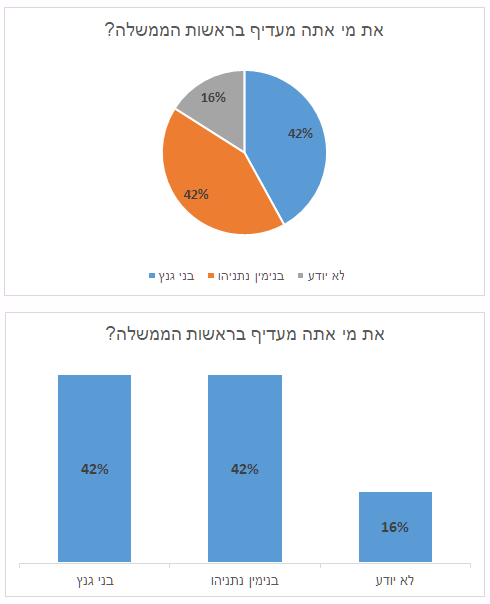 את מי אתה מעדיף בראשות הממשלה?
16%
42%
42%
בני גנץ
בנימין נתניהו
לא יודע
את מי אתה מעדיף בראשות הממשלה?
42%
42%
16%
בני גנץ
בנימין נתניהו
לא יודע